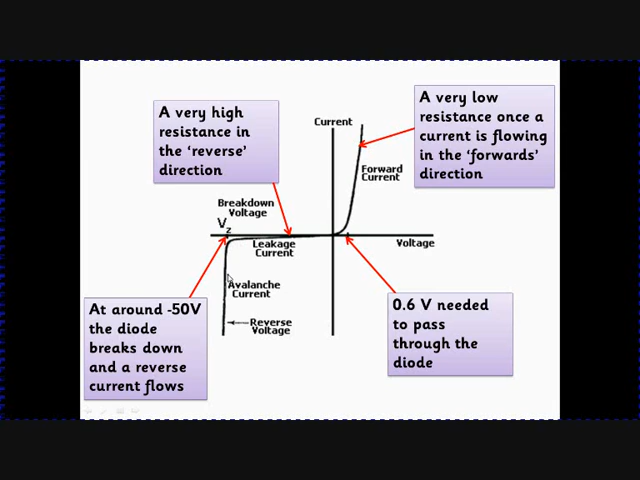 A very high
resistance in
the ‘reverse’
direction
A very low
resistance once a
current is flowing
in the ‘forwards’
direction
Current
Forward
Current
Breakdown
Voltage
Vz
Leakage
Current
Voltage
Avalanche
Current
Reverse
Voltage
At around -50V
the diode
breaks down
and a reverse
current flows
0.6 V needed
to pass
through the
diode